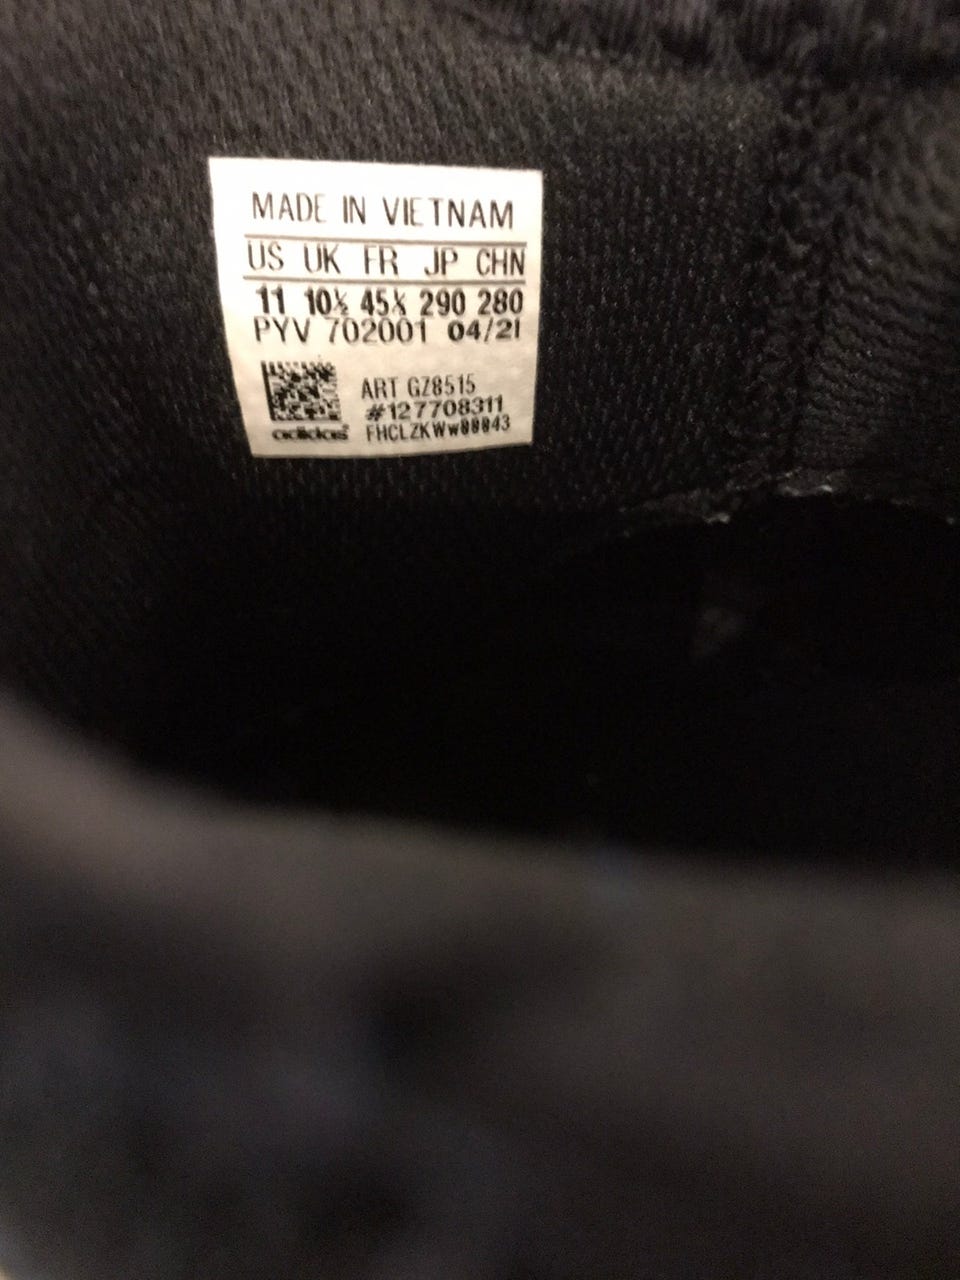 MADE IN VIETNAM
US UK FR JP CHN
11 10½ 45⅓ 290 280
PYV 702001 04/21
ART GZ8515
#127708311
adidas